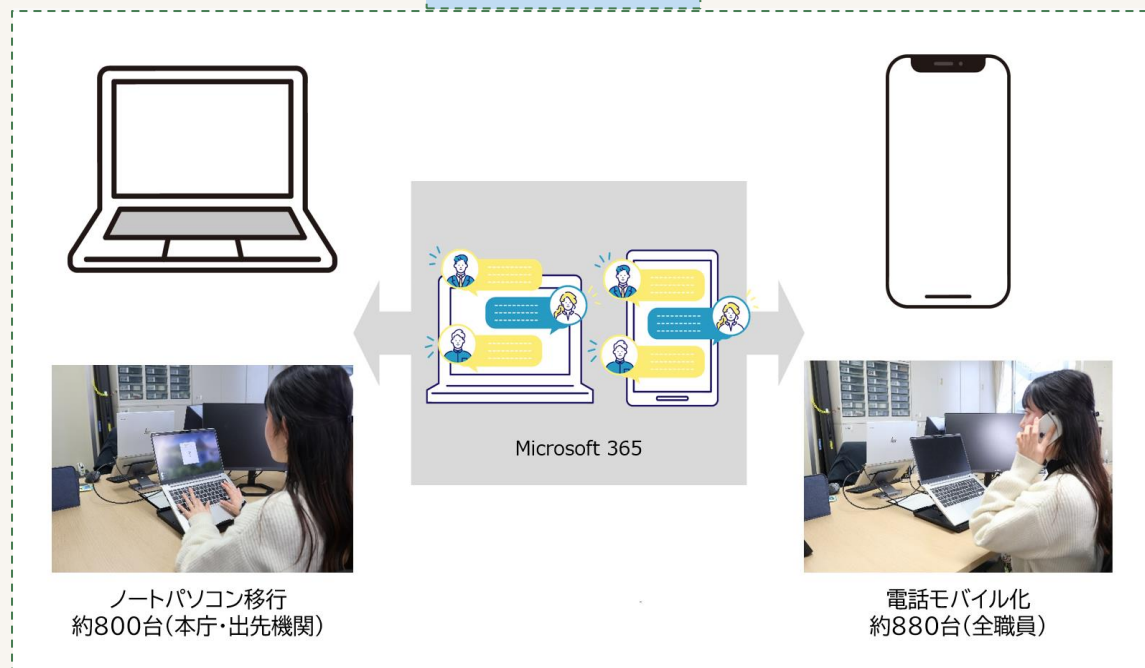 Microsoft 365
ノートパソコン移行
約800台(本庁・出先機関)
電話モバイル化
約880台(全職員)